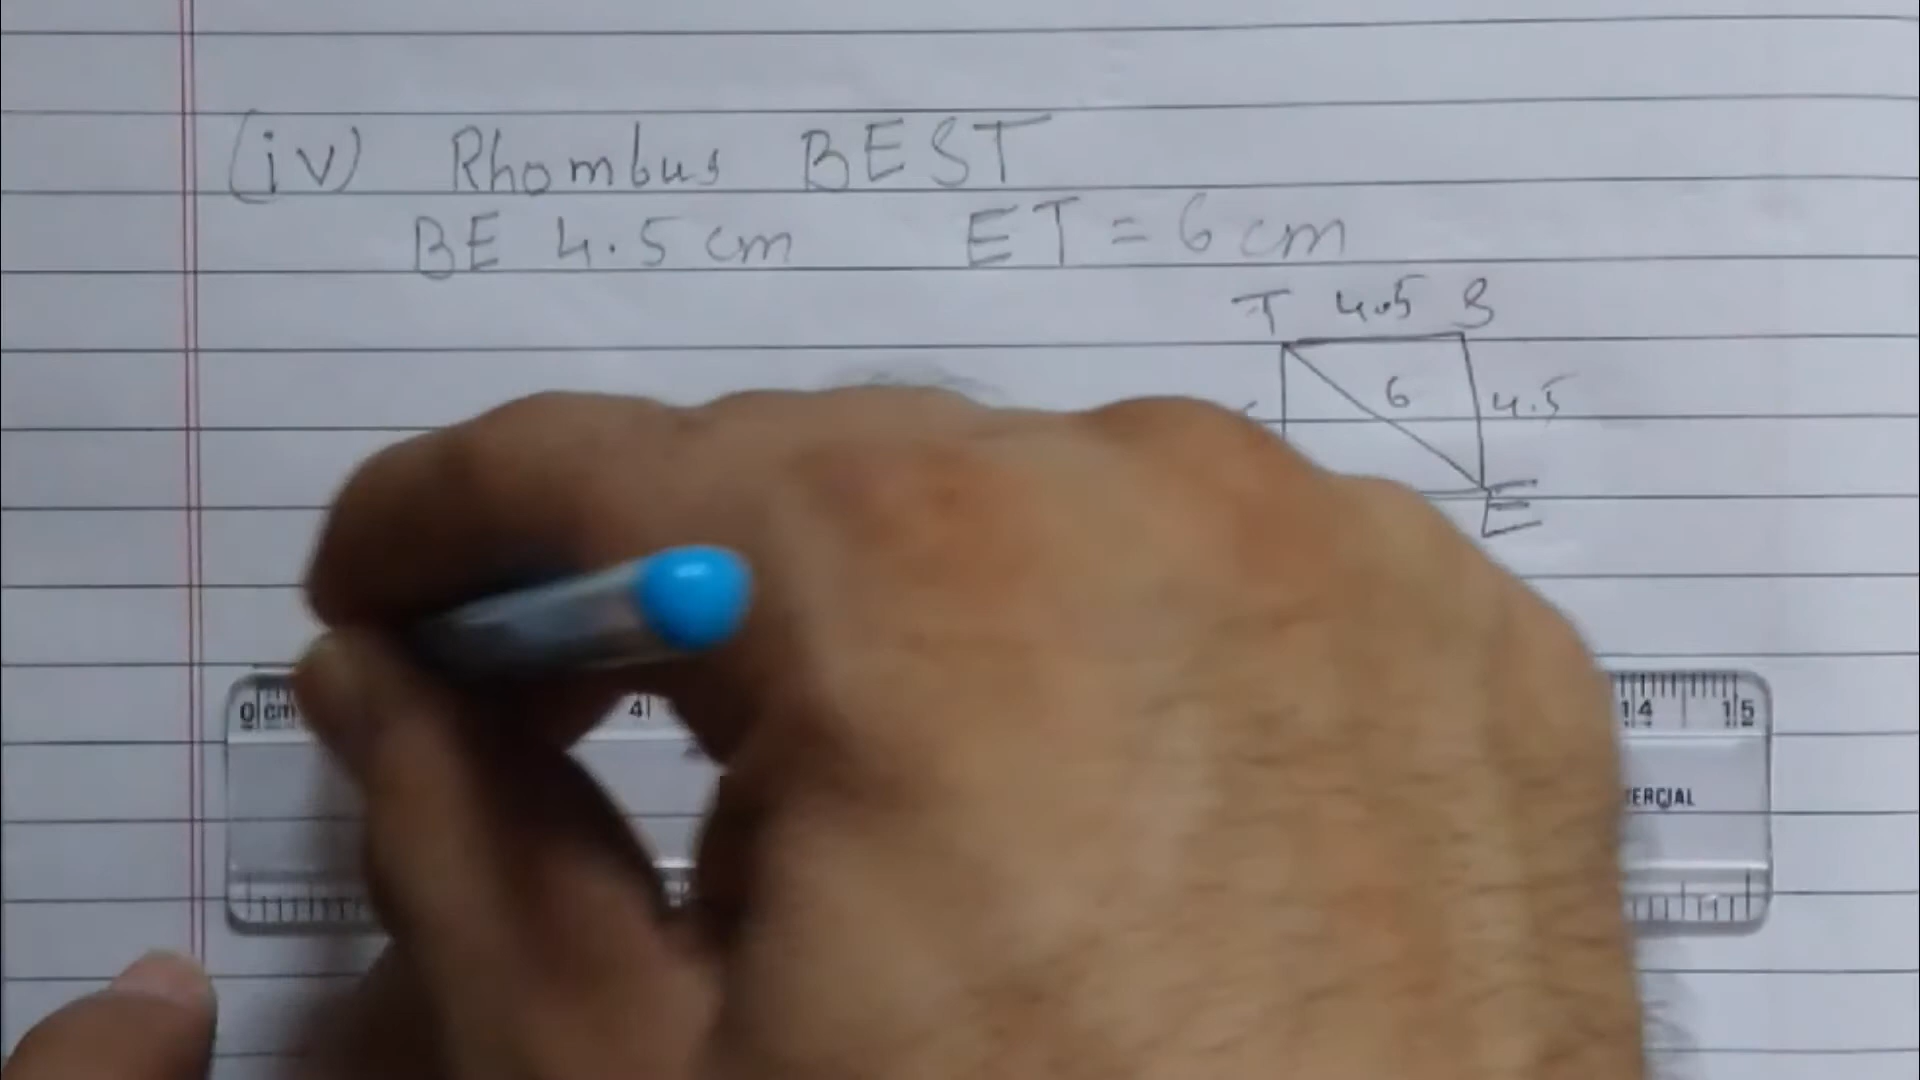 (iv) Rhombus BEST
BE 4.5 cm ET = 6 cm
T 4.5 S
6 4.5
E
0 cm 4 14 15
ERCIAL